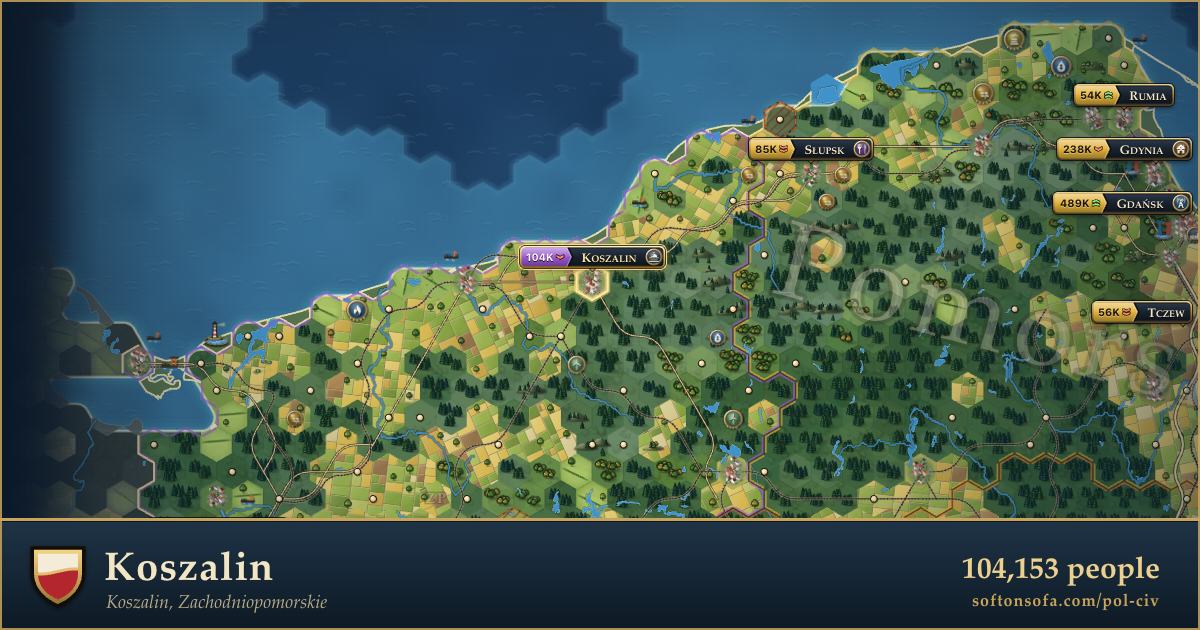 54K RUMIA
85K SŁUPSK
238K GDYNIA
489K GDAŃSK
104K KOSZALIN
Pomors
56K TCZEW
Koszalin
Koszalin, Zachodniopomorskie
104,153 people
softonsofa.com/pol-civ